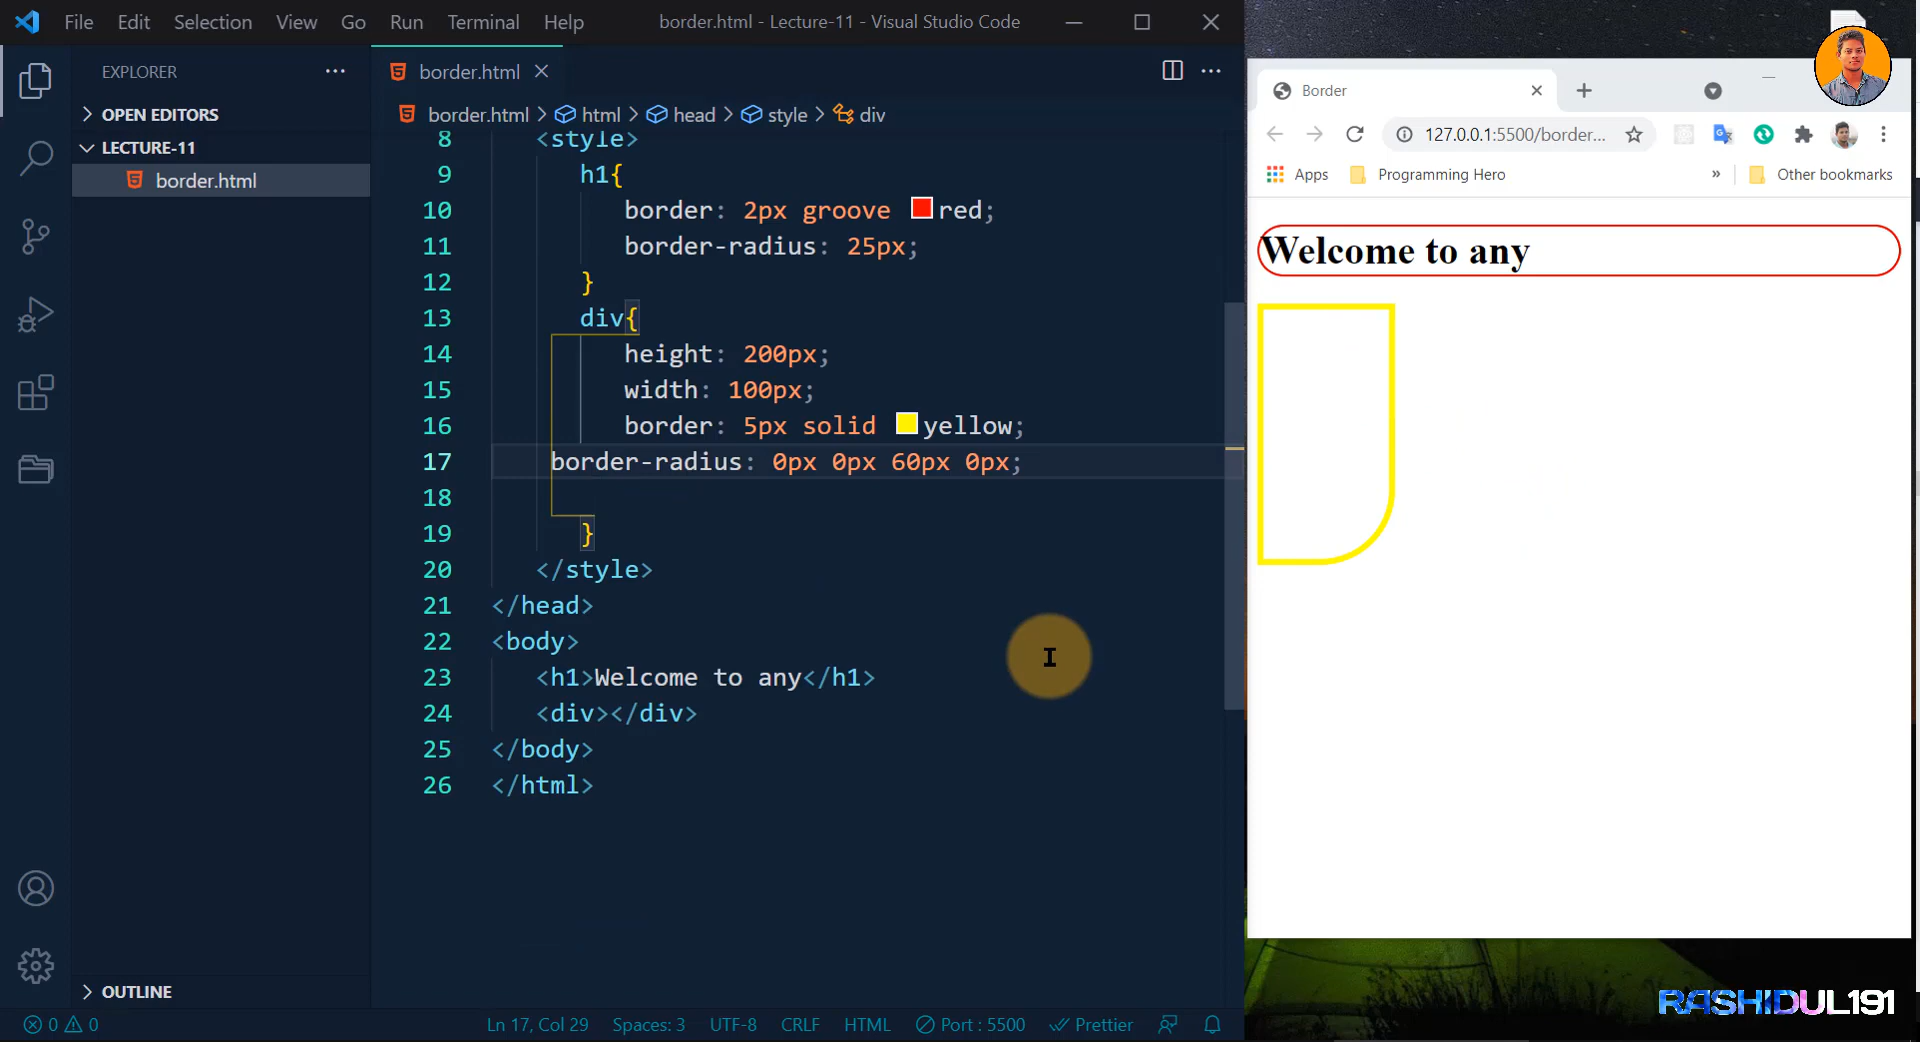 File Edit Selection View Go Run Terminal Help border.html - Lecture-11 - Visual Studio Code
EXPLORER
OPEN EDITORS
LECTURE-11
border.html
OUTLINE
border.html
border.html > html > head > style > div
8 <style>
9 h1{
10 border: 2px groove red;
11 border-radius: 25px;
12 }
13 div{
14 height: 200px;
15 width: 100px;
16 border: 5px solid yellow;
17 border-radius: 0px 0px 60px 0px;
18
19 }
20 </style>
21 </head>
22 <body>
23 <h1>Welcome to any</h1>
24 <div></div>
25 </body>
26 </html>
0 0 Ln 17, Col 29 Spaces: 3 UTF-8 CRLF HTML Port : 5500 Prettier
Border
127.0.0.1:5500/border...
Apps Programming Hero » Other bookmarks
Welcome to any
RASHIDUL191